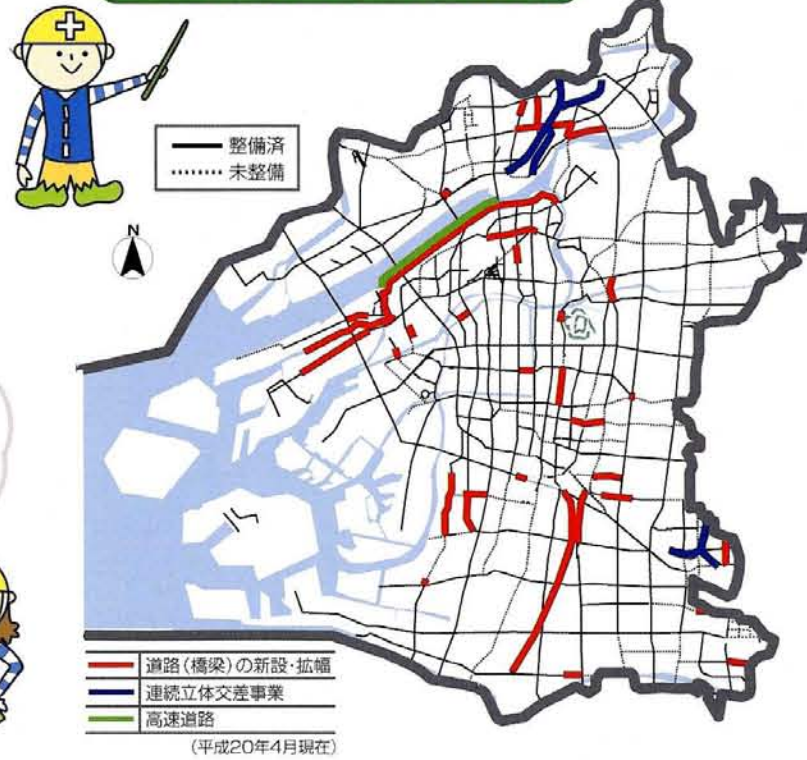 整備済
未整備
N
道路(橋梁)の新設・拡幅
連続立体交差事業
高速道路
(平成20年4月現在)